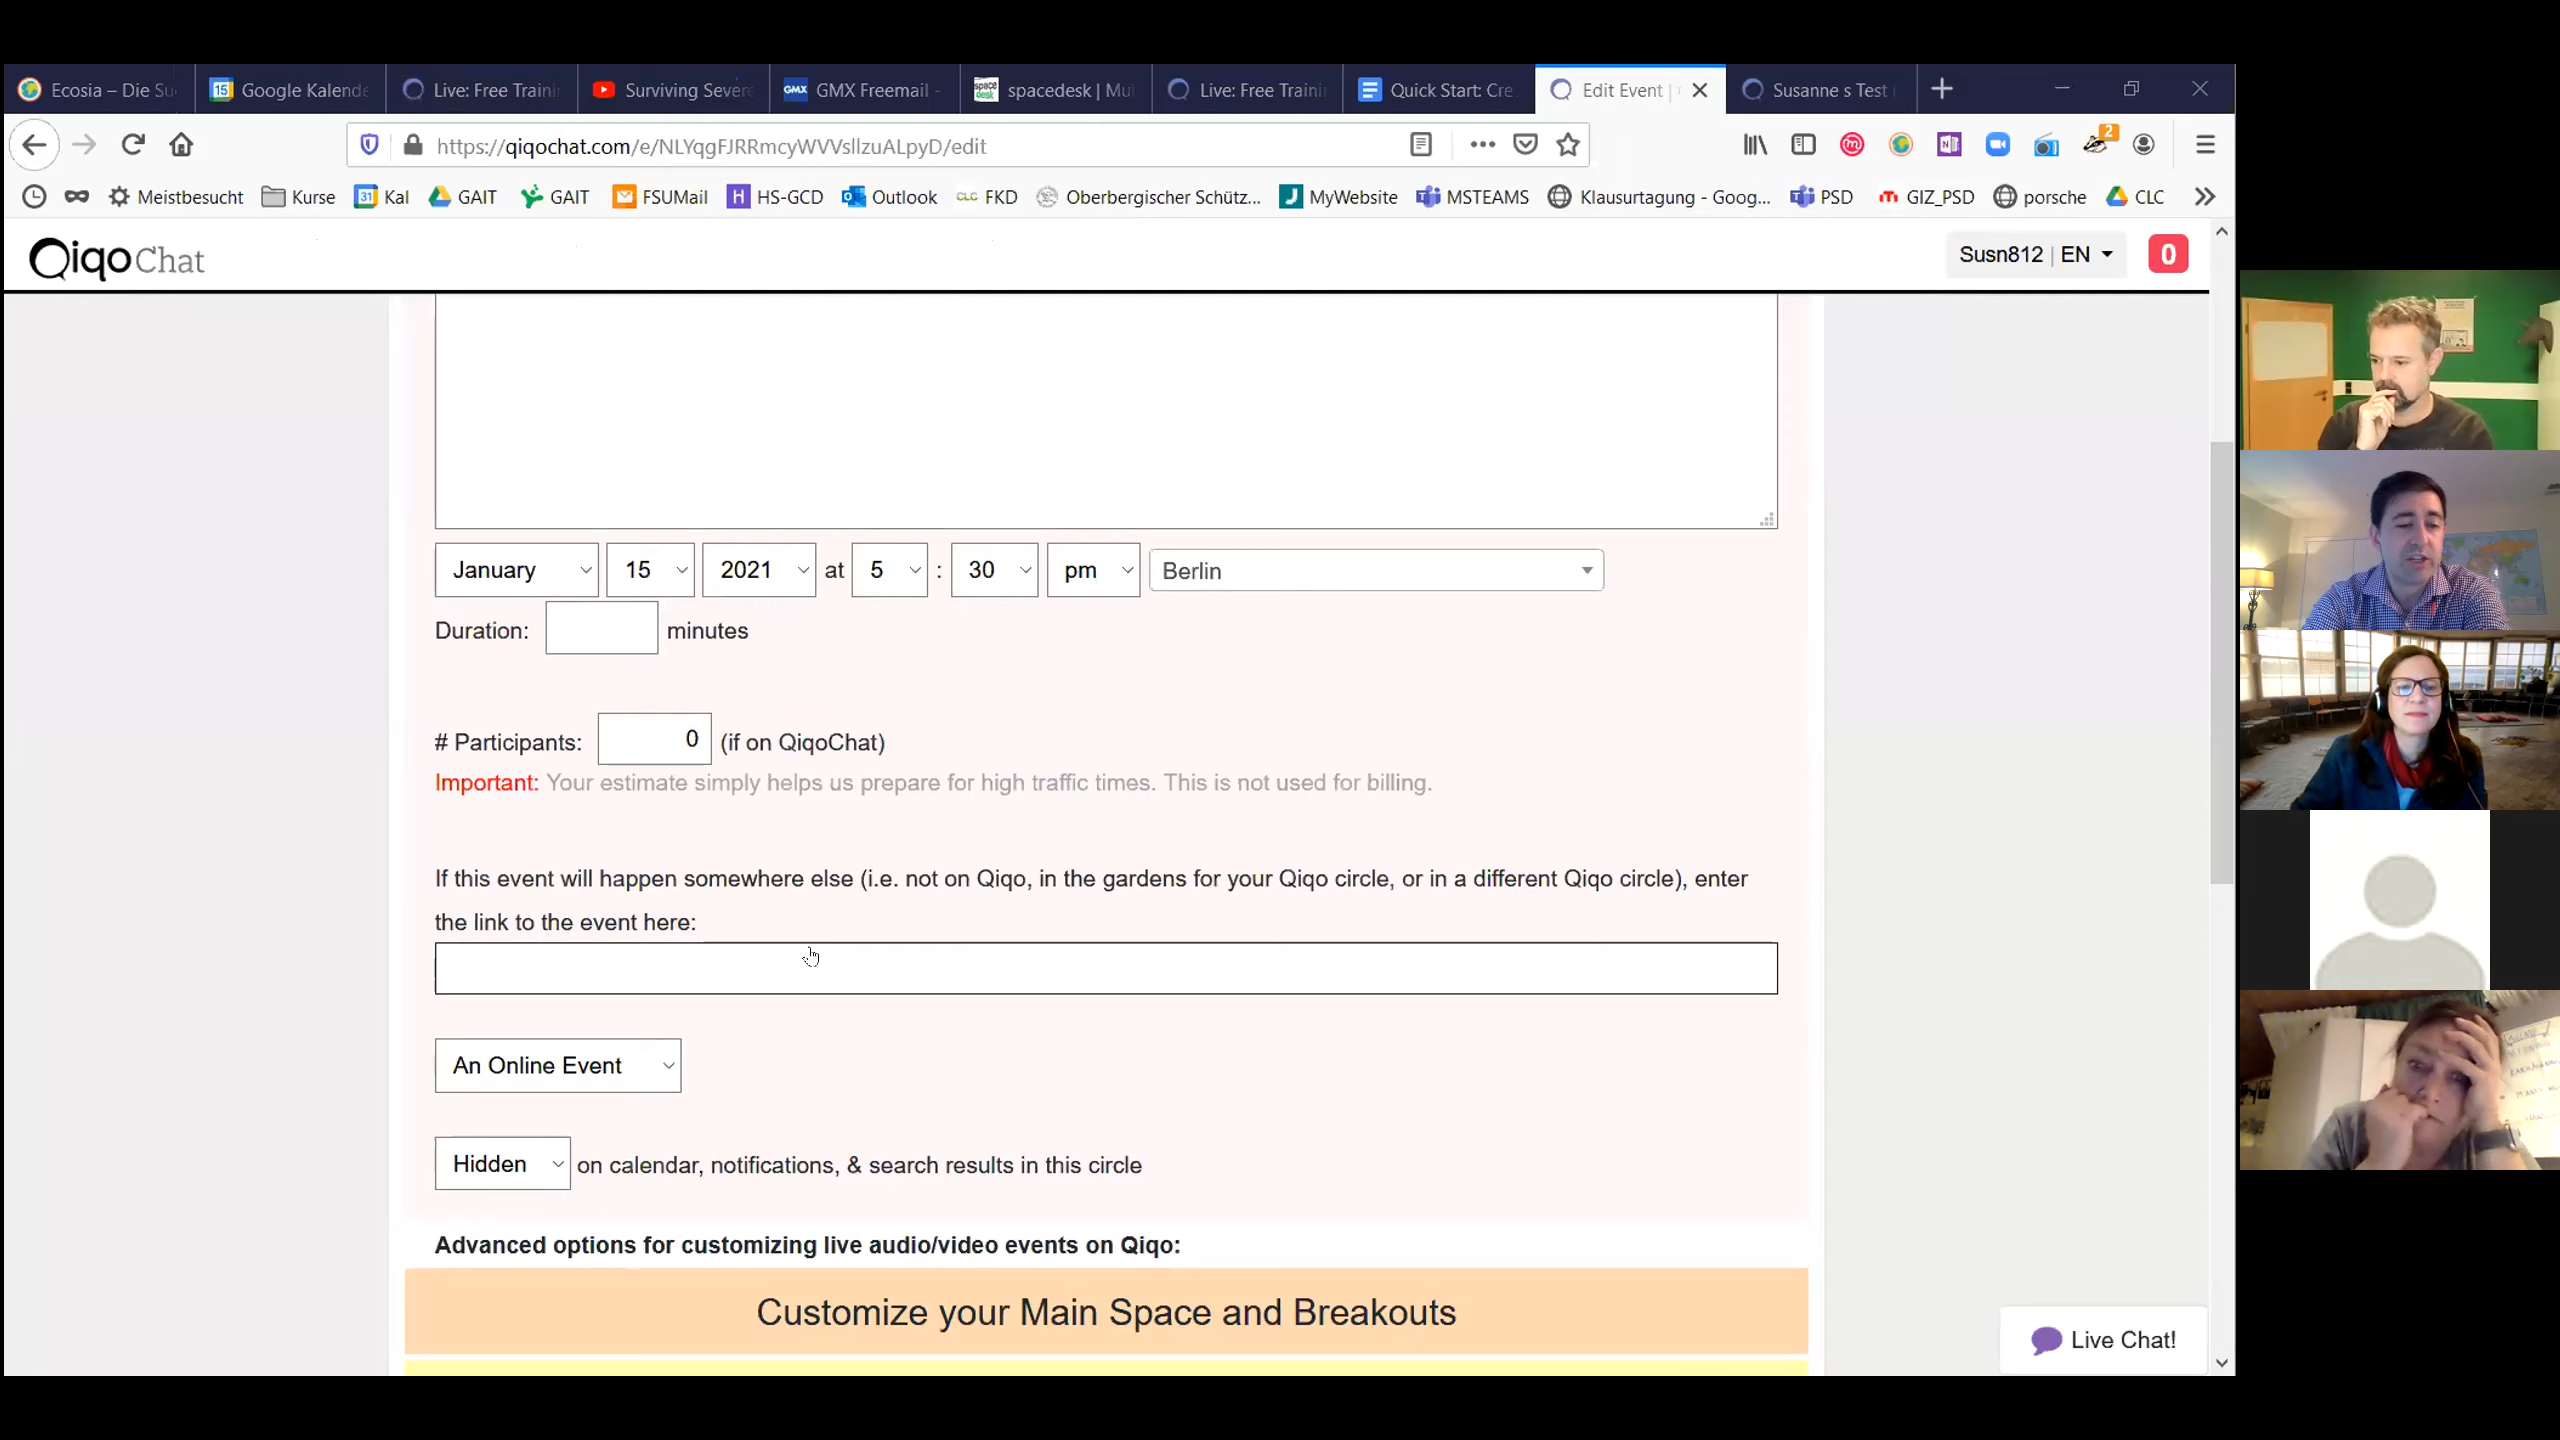 Ecosia – Die Su
Google Kalende
Live: Free Traini
Surviving Severe
GMX Freemail -
spacedesk | Mul
Live: Free Traini
Quick Start: Cre
Edit Event |
Susanne s Test
https://qiqochat.com/e/NLYqgFJRRmcyWVVsllzuALpyD/edit
2
Meistbesucht
Kurse
Kal
GAIT
GAIT
FSUMail
HS-GCD
Outlook
CLC FKD
Oberbergischer Schütz...
MyWebsite
MSTEAMS
Klausurtagung - Goog...
PSD
GIZ_PSD
porsche
CLC
QiqoChat
Susn812 | EN
0
January 15 2021 at 5 : 30 pm Berlin
Duration: minutes
# Participants: 0 (if on QiqoChat)
Important: Your estimate simply helps us prepare for high traffic times. This is not used for billing.
If this event will happen somewhere else (i.e. not on Qiqo, in the gardens for your Qiqo circle, or in a different Qiqo circle), enter
the link to the event here:
An Online Event
Hidden on calendar, notifications, & search results in this circle
Advanced options for customizing live audio/video events on Qiqo:
Customize your Main Space and Breakouts
Live Chat!